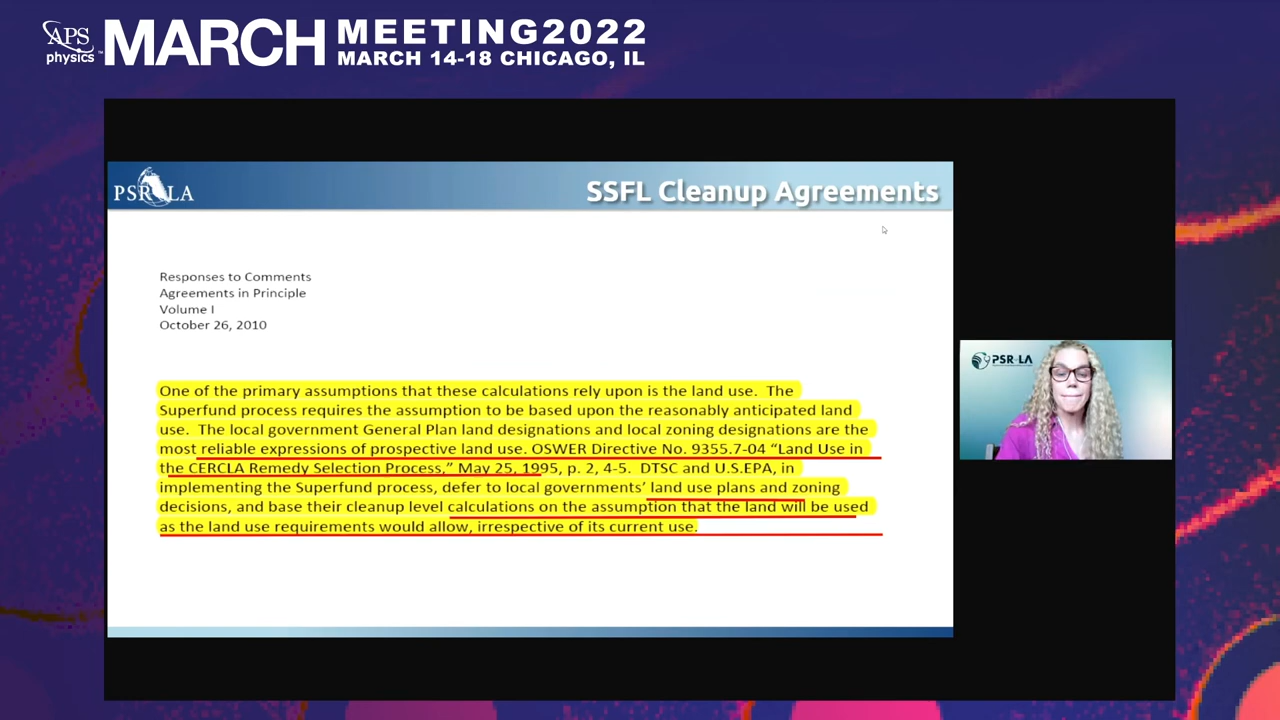 APS
physics
MARCH
MEETING2022
MARCH 14-18 CHICAGO, IL
PSR LA
SSFL Cleanup Agreements
Responses to Comments
Agreements in Principle
Volume I
October 26, 2010
One of the primary assumptions that these calculations rely upon is the land use. The
Superfund process requires the assumption to be based upon the reasonably anticipated land
use. The local government General Plan land designations and local zoning designations are the
most reliable expressions of prospective land use. OSWER Directive No. 9355.7-04 “Land Use in
the CERCLA Remedy Selection Process,” May 25, 1995, p. 2, 4-5. DTSC and U.S.EPA, in
implementing the Superfund process, defer to local governments’ land use plans and zoning
decisions, and base their cleanup level calculations on the assumption that the land will be used
as the land use requirements would allow, irrespective of its current use.
PSR LA